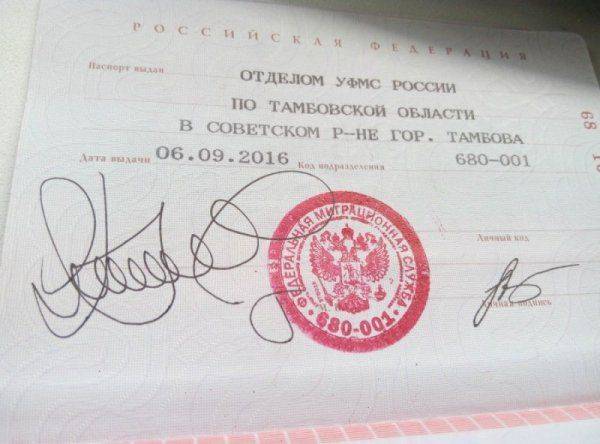 РОССИЙСКАЯ ФЕДЕРАЦИЯ
Паспорт выдан ОТДЕЛОМ УФМС РОССИИ
ПО ТАМБОВСКОЙ ОБЛАСТИ
В СОВЕТСКОМ Р-НЕ ГОР. ТАМБОВА
Дата выдачи 06.09.2016 Код подразделения 680-001
68
ФЕДЕРАЛЬНАЯ МИГРАЦИОННАЯ СЛУЖБА
680-001
Личный код
Личная подпись